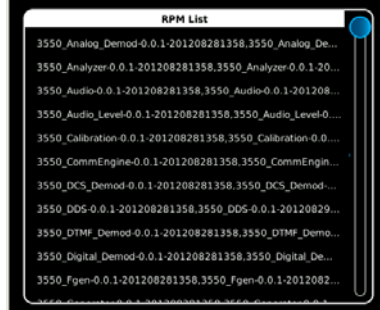 RPM List
3550_Analog_Demod-0.0.1-201208281358,3550_Analog_De...
3550_Analyzer-0.0.1-201208281358,3550_Analyzer-0.0.1-20...
3550_Audio-0.0.1-201208281358,3550_Audio-0.0.1-201208...
3550_Audio_Level-0.0.1-201208281358,3550_Audio_Level-0....
3550_Calibration-0.0.1-201208281358,3550_Calibration-0.0....
3550_CommEngine-0.0.1-201208281358,3550_CommEngin...
3550_DCS_Demod-0.0.1-201208281358,3550_DCS_Demod-...
3550_DDS-0.0.1-201208281358,3550_DDS-0.0.1-20120829...
3550_DTMF_Demod-0.0.1-201208281358,3550_DTMF_Demo...
3550_Digital_Demod-0.0.1-201208281358,3550_Digital_De...
3550_Fgen-0.0.1-201208281358,3550_Fgen-0.0.1-2012082...